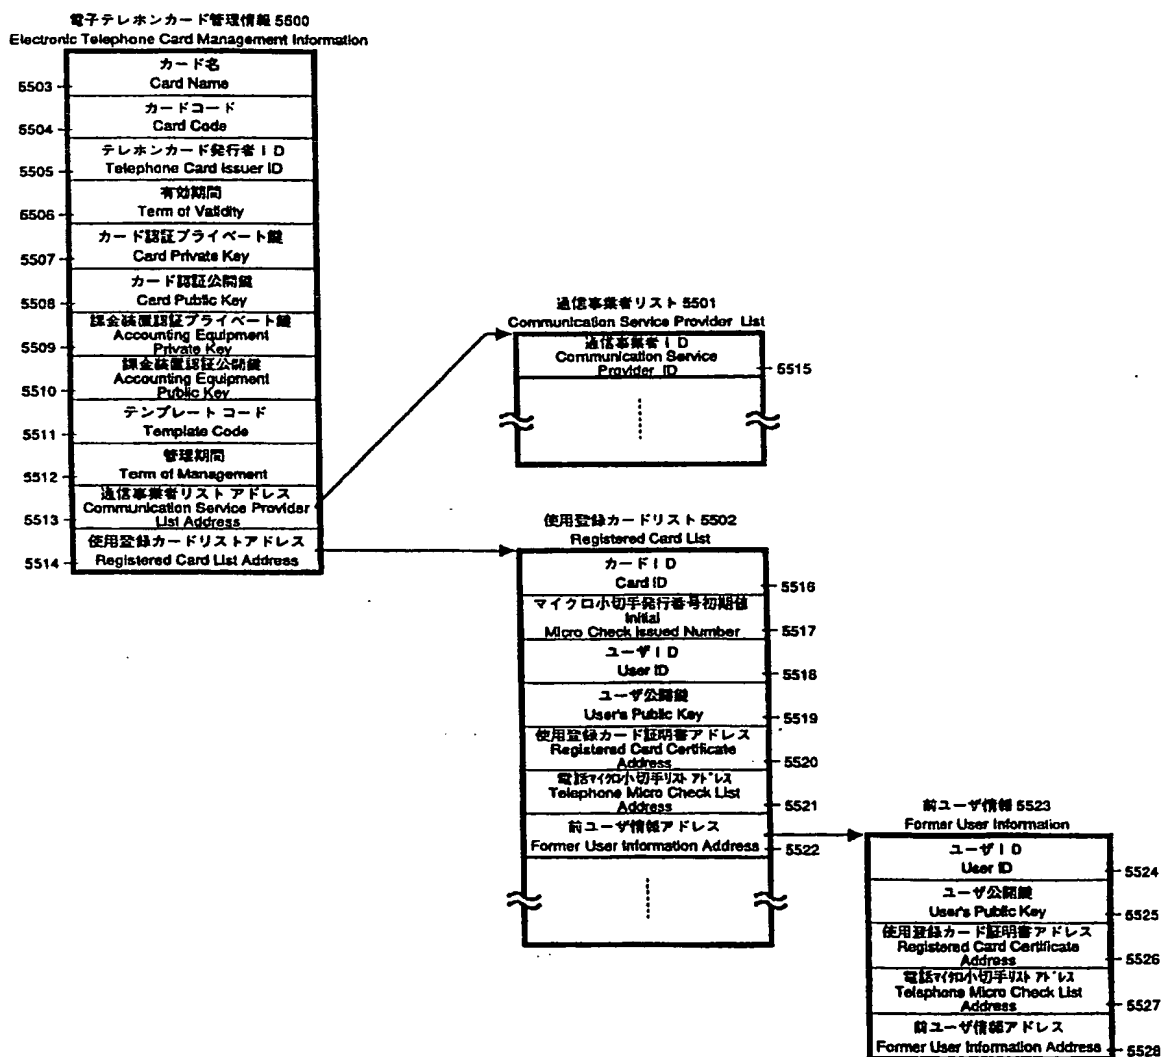 電子テレホンカード管理情報 5500
Electronic Telephone Card Management Information
カード名
Card Name
5503
カードコード
Card Code
5504
テレホンカード発行者ID
Telephone Card Issuer ID
5505
有効期間
Term of Validity
5506
カード認証プライベート鍵
Card Private Key
5507
カード認証公開鍵
Card Public Key
5508
課金装置認証プライベート鍵
Accounting Equipment
Private Key
5509
課金装置認証公開鍵
Accounting Equipment
Public Key
5510
テンプレート コード
Template Code
5511
管理期間
Term of Management
5512
通信事業者リスト アドレス
Communication Service Provider
List Address
5513
使用登録カードリストアドレス
Registered Card List Address
5514
通信事業者リスト 5501
Communication Service Provider List
通信事業者ID
Communication Service
Provider ID
5515
使用登録カードリスト 5502
Registered Card List
カードID
Card ID
5516
マイクロ小切手発行番号初期値
Initial
Micro Check Issued Number
5517
ユーザID
User ID
5518
ユーザ公開鍵
User's Public Key
5519
使用登録カード証明書アドレス
Registered Card Certificate
Address
5520
電話マイクロ小切手リスト アドレス
Telephone Micro Check List
Address
5521
前ユーザ情報アドレス
Former User Information Address
5522
前ユーザ情報 5523
Former User Information
ユーザID
User ID
5524
ユーザ公開鍵
User's Public Key
5525
使用登録カード証明書アドレス
Registered Card Certificate
Address
5526
電話マイクロ小切手リスト アドレス
Telephone Micro Check List
Address
5527
前ユーザ情報アドレス
Former User Information Address
5528